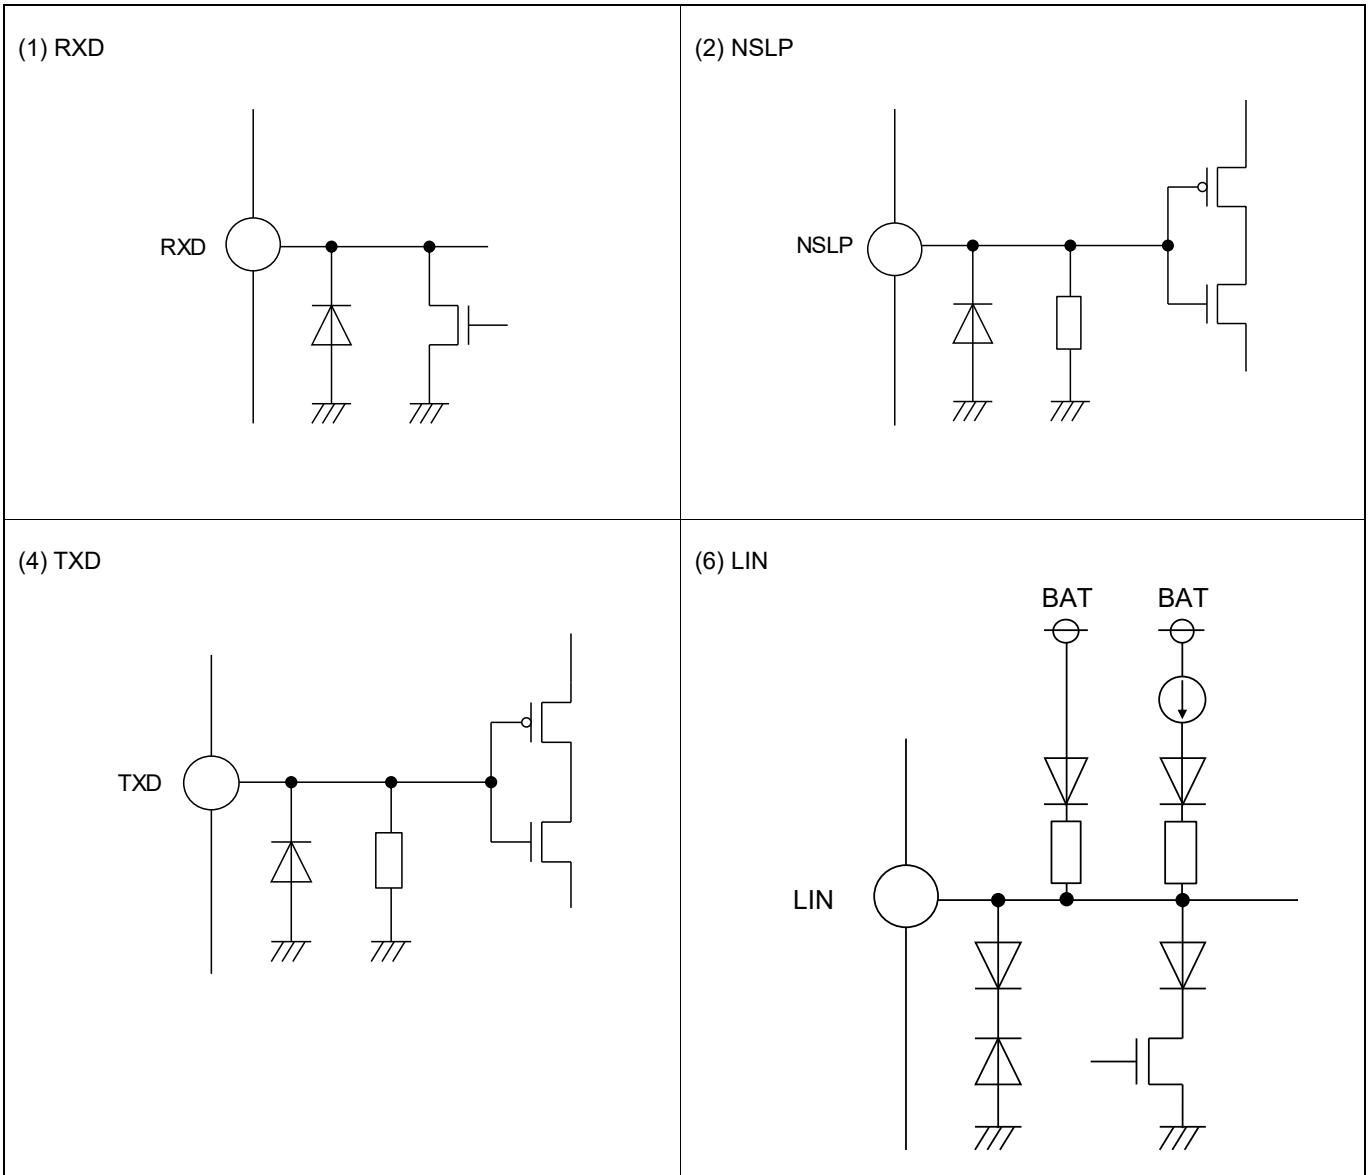 (1) RXD
(2) NSLP
RXD
NSLP
(4) TXD
(6) LIN
BAT BAT
TXD
LIN